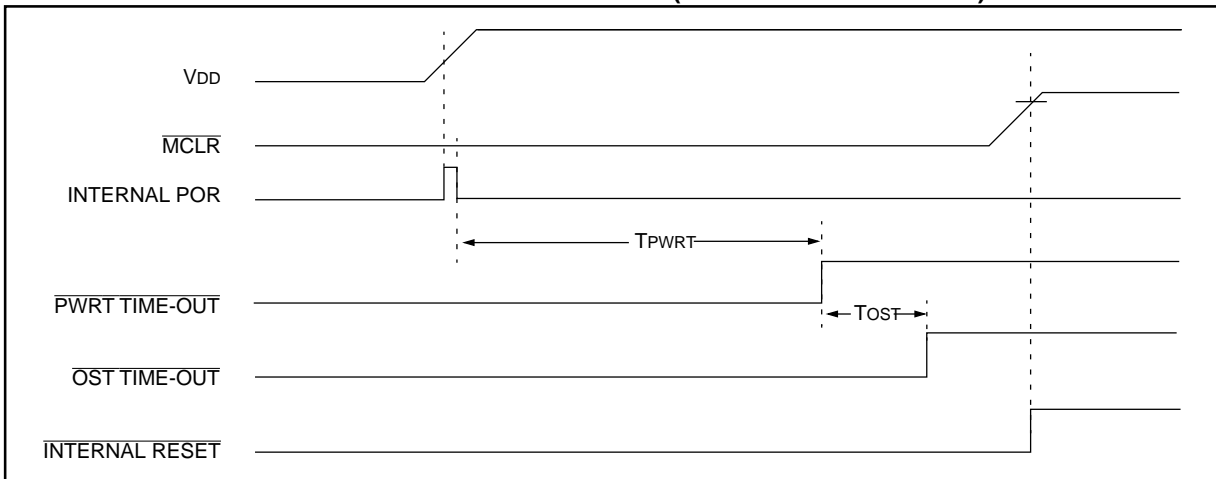 VDD
MCLR
INTERNAL POR
TPWRT
PWRT TIME-OUT
TOST
OST TIME-OUT
INTERNAL RESET